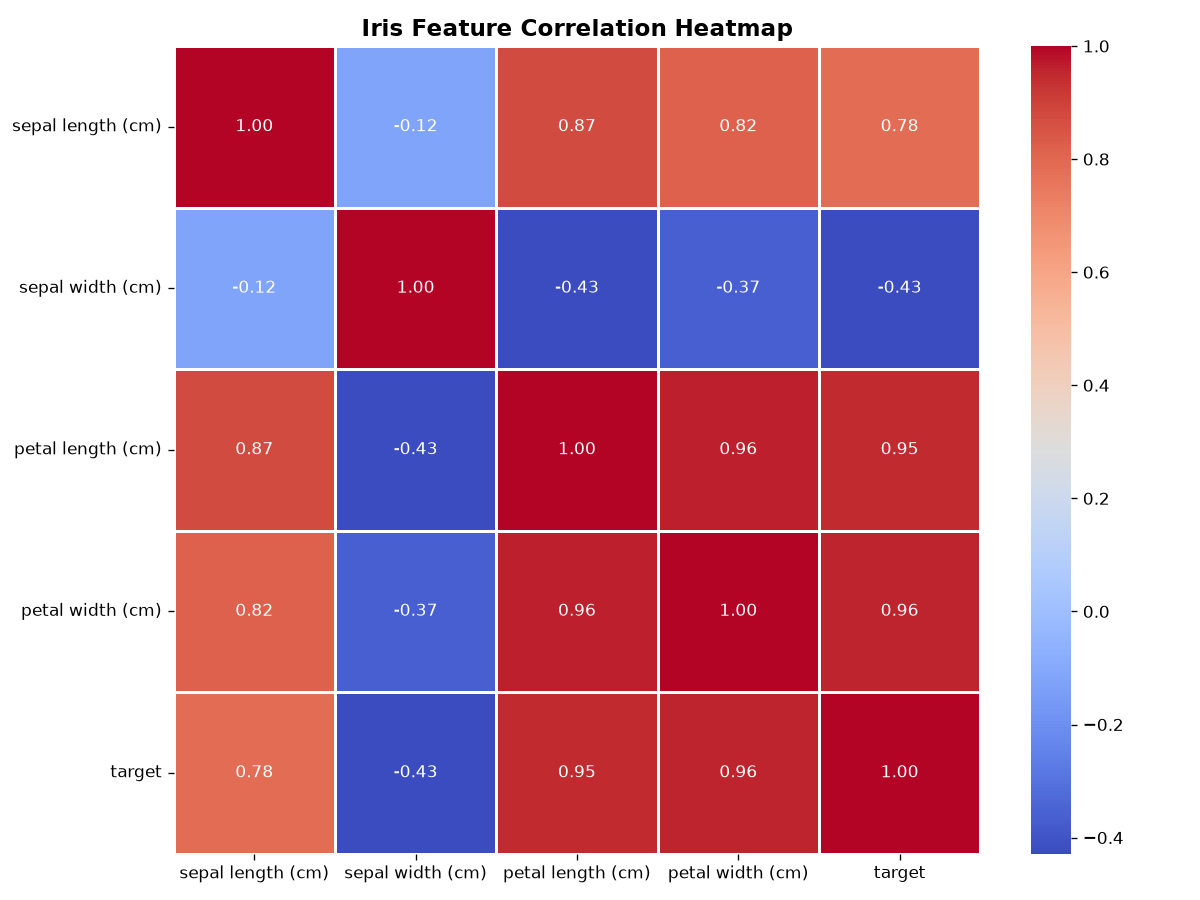 Iris Feature Correlation Heatmap
sepal length (cm) 1.00 -0.12 0.87 0.82 0.78
sepal width (cm) -0.12 1.00 -0.43 -0.37 -0.43
petal length (cm) 0.87 -0.43 1.00 0.96 0.95
petal width (cm) 0.82 -0.37 0.96 1.00 0.96
target 0.78 -0.43 0.95 0.96 1.00
sepal length (cm) sepal width (cm) petal length (cm) petal width (cm) target
1.0
0.8
0.6
0.4
0.2
0.0
−0.2
−0.4